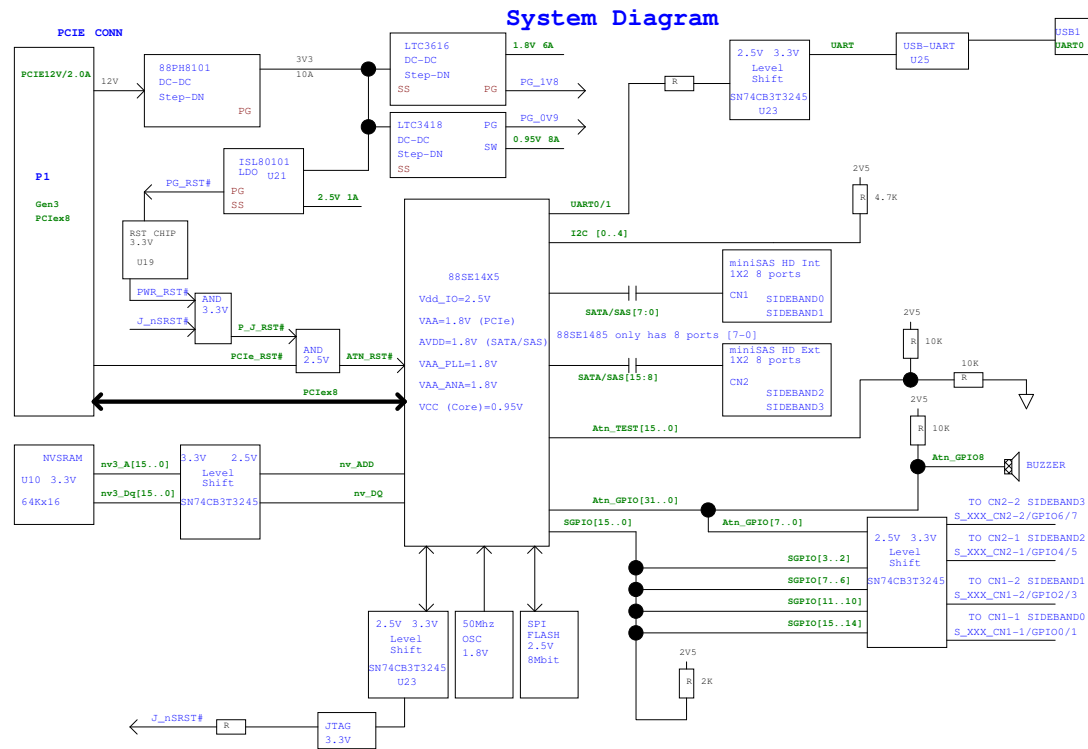 System Diagram
PCIE CONN
PCIE12V/2.0A
12V
P1
Gen3
PCIex8
88PH8101
DC-DC
Step-DN
PG
3V3
10A
LTC3616
DC-DC
Step-DN
SS PG
1.8V 6A
PG_1V8
LTC3418 PG
DC-DC
Step-DN SW
SS
PG_0V9
0.95V 8A
ISL80101
LDO U21
PG
SS
2.5V 1A
PG_RST#
RST CHIP
3.3V
U19
PWR_RST#
J_nSRST#
AND
3.3V
P_J_RST#
PCIe_RST#
AND
2.5V
ATN_RST#
PCIex8
88SE14X5
Vdd_IO=2.5V
VAA=1.8V (PCIe)
AVDD=1.8V (SATA/SAS)
VAA_PLL=1.8V
VAA_ANA=1.8V
VCC (Core)=0.95V
UART0/1
I2C [0..4]
R
2.5V 3.3V
Level
Shift
SN74CB3T3245
U23
UART
USB-UART
U25
USB1
UART0
2V5
R 4.7K
SATA/SAS[7:0]
miniSAS HD Int
1X2 8 ports
CN1 SIDEBAND0
SIDEBAND1
88SE1485 only has 8 ports [7-0]
SATA/SAS[15:8]
miniSAS HD Ext
1X2 8 ports
CN2
SIDEBAND2
SIDEBAND3
2V5
R 10K
10K
R
Atn_TEST[15..0]
2V5
R 10K
Atn_GPIO8
BUZZER
NVSRAM
U10 3.3V
64Kx16
nv3_A[15..0]
nv3_Dq[15..0]
3.3V 2.5V
Level
Shift
SN74CB3T3245
nv_ADD
nv_DQ
Atn_GPIO[31..0]
SGPIO[15..0]
Atn_GPIO[7..0]
SGPIO[3..2]
SGPIO[7..6]
SGPIO[11..10]
SGPIO[15..14]
2.5V 3.3V
Level
Shift
SN74CB3T3245
TO CN2-2 SIDEBAND3
S_XXX_CN2-2/GPIO6/7
TO CN2-1 SIDEBAND2
S_XXX_CN2-1/GPIO4/5
TO CN1-2 SIDEBAND1
S_XXX_CN1-2/GPIO2/3
TO CN1-1 SIDEBAND0
S_XXX_CN1-1/GPIO0/1
2V5
R 2K
2.5V 3.3V
Level
Shift
SN74CB3T3245
U23
50Mhz
OSC
1.8V
SPI
FLASH
2.5V
8Mbit
J_nSRST#
R
JTAG
3.3V